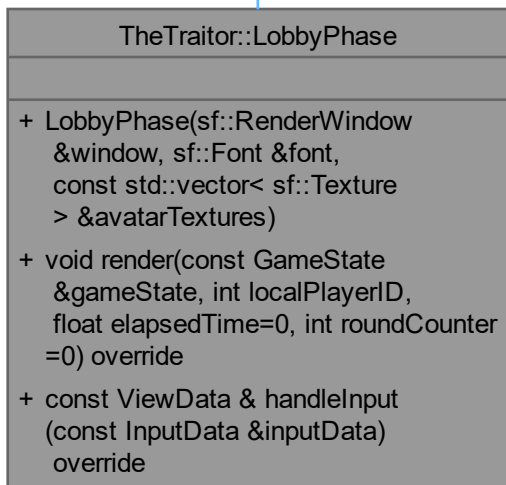 TheTraitor::LobbyPhase
+ LobbyPhase(sf::RenderWindow
&window, sf::Font &font,
const std::vector< sf::Texture
> &avatarTextures)
+ void render(const GameState
&gameState, int localPlayerID,
float elapsedTime=0, int roundCounter
=0) override
+ const ViewData & handleInput
(const InputData &inputData)
override